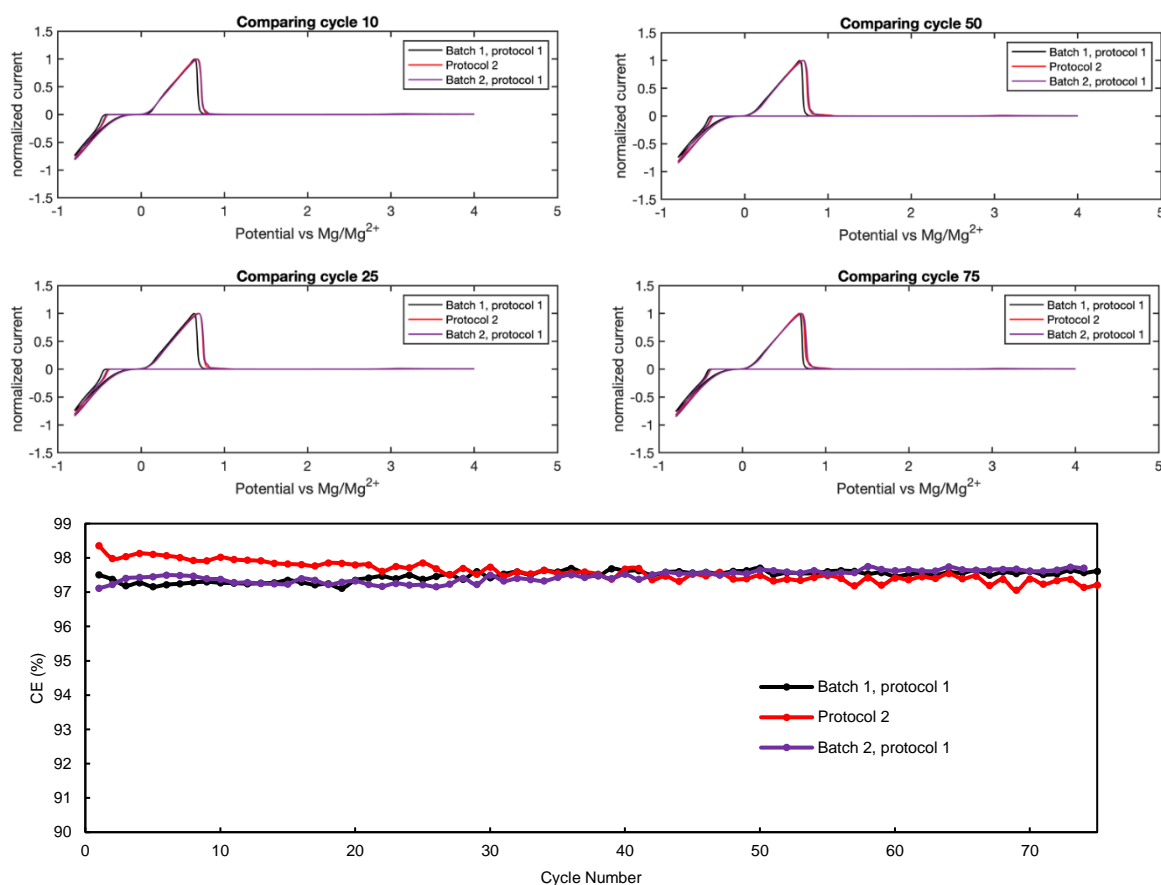 Comparing cycle 10
1.5
1
0.5
0
-0.5
-1
-1.5
normalized current
-1 0 1 2 3 4 5
Potential vs Mg/Mg²⁺
Batch 1, protocol 1
Protocol 2
Batch 2, protocol 1
Comparing cycle 50
1.5
1
0.5
0
-0.5
-1
-1.5
normalized current
-1 0 1 2 3 4 5
Potential vs Mg/Mg²⁺
Batch 1, protocol 1
Protocol 2
Batch 2, protocol 1
Comparing cycle 25
1.5
1
0.5
0
-0.5
-1
-1.5
normalized current
-1 0 1 2 3 4 5
Potential vs Mg/Mg²⁺
Batch 1, protocol 1
Protocol 2
Batch 2, protocol 1
Comparing cycle 75
1.5
1
0.5
0
-0.5
-1
-1.5
normalized current
-1 0 1 2 3 4 5
Potential vs Mg/Mg²⁺
Batch 1, protocol 1
Protocol 2
Batch 2, protocol 1
99
98
97
96
95
94
93
92
91
90
CE (%)
Batch 1, protocol 1
Protocol 2
Batch 2, protocol 1
0 10 20 30 40 50 60 70
Cycle Number